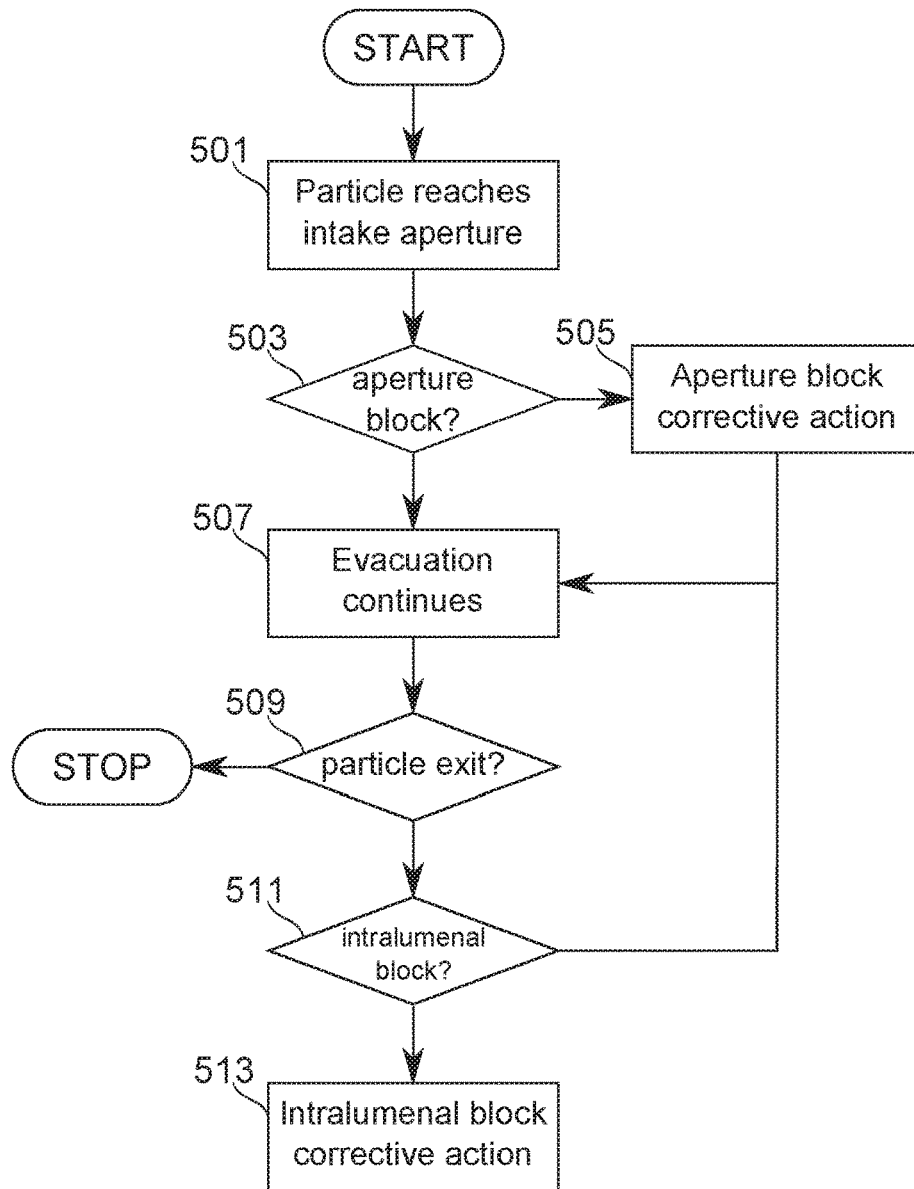 START
501
Particle reaches
intake aperture
503
aperture
block?
505
Aperture block
corrective action
507
Evacuation
continues
509
particle exit?
STOP
511
intralumenal
block?
513
Intralumenal block
corrective action